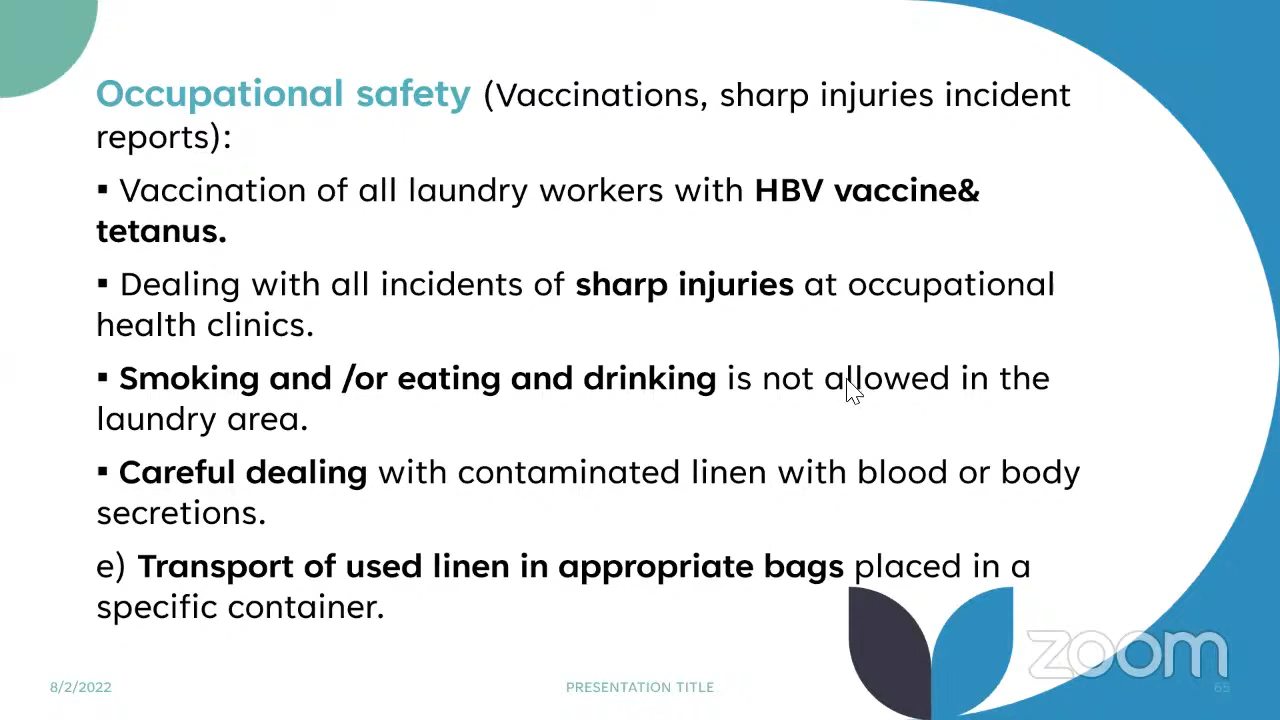 Occupational safety (Vaccinations, sharp injuries incident
reports):
▪ Vaccination of all laundry workers with HBV vaccine&
tetanus.
▪ Dealing with all incidents of sharp injuries at occupational
health clinics.
▪ Smoking and /or eating and drinking is not allowed in the
laundry area.
▪ Careful dealing with contaminated linen with blood or body
secretions.
e) Transport of used linen in appropriate bags placed in a
specific container.
zoom
8/2/2022 PRESENTATION TITLE 65